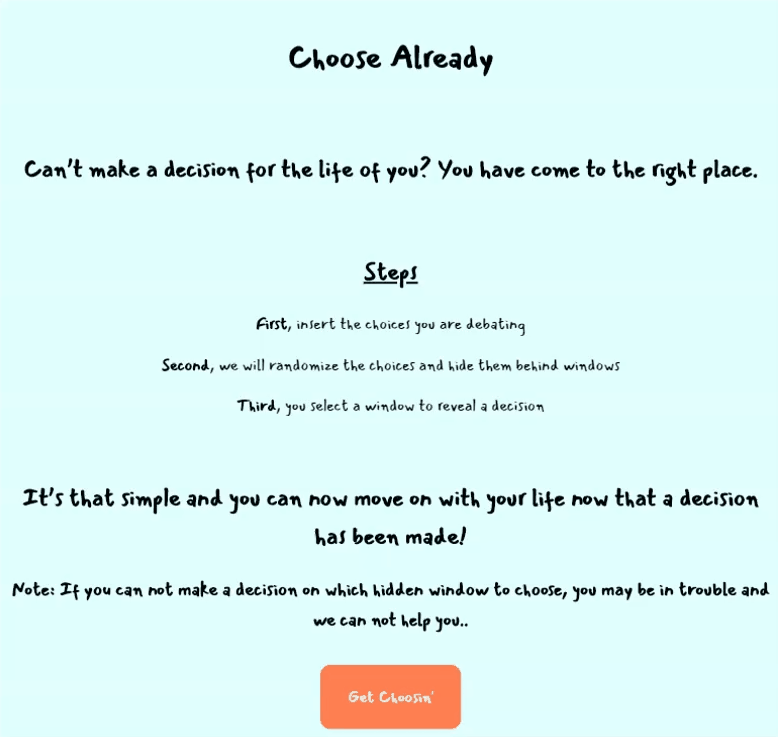 Choose Already
Can't make a decision for the life of you? You have come to the right place.
Steps
First, insert the choices you are debating
Second, we will randomize the choices and hide them behind windows
Third, you select a window to reveal a decision
It's that simple and you can now move on with your life now that a decision
has been made!
Note: If you can not make a decision on which hidden window to choose, you may be in trouble and
we can not help you..
Get Choosin'